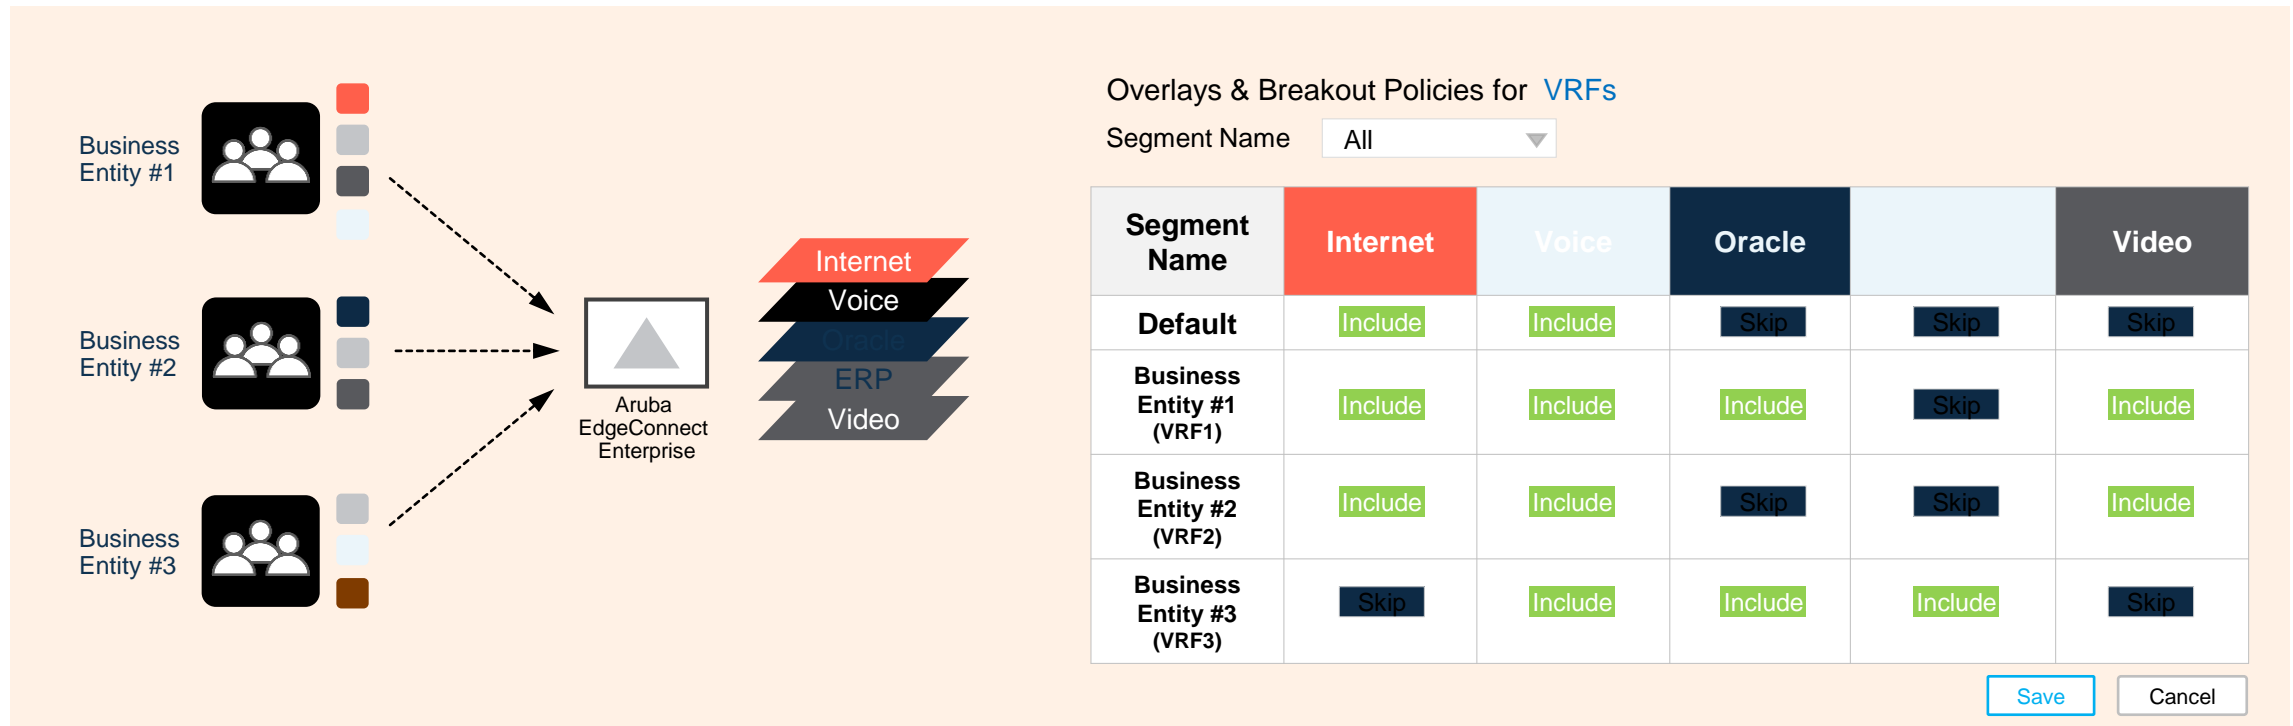 Business
Entity #1
Business
Entity #2
Business
Entity #3
Aruba
EdgeConnect
Enterprise
Internet
Voice
Oracle
ERP
Video
Overlays & Breakout Policies for VRFs
Segment Name All
Segment
Name
Internet
Voice
Oracle
Video
Default
Include
Include
Skip
Skip
Skip
Business
Entity #1
(VRF1)
Include
Include
Include
Skip
Include
Business
Entity #2
(VRF2)
Include
Include
Skip
Skip
Include
Business
Entity #3
(VRF3)
Skip
Include
Include
Include
Skip
Save
Cancel